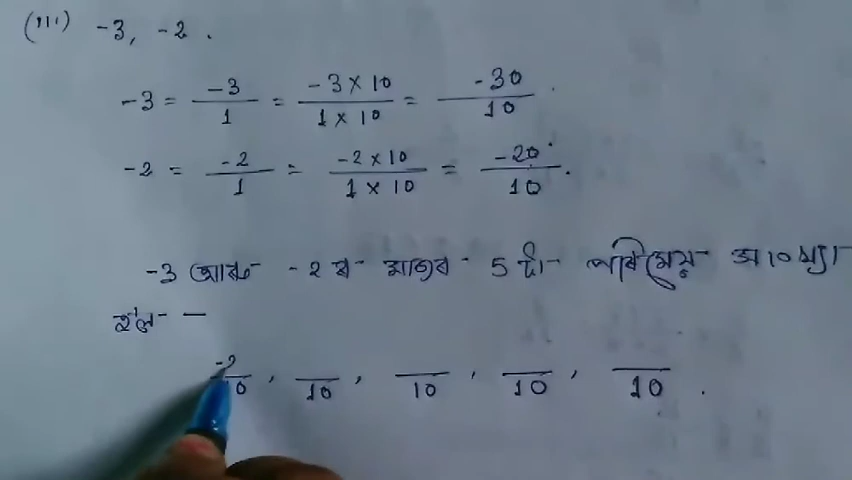 (iii) -3, -2.
-3 = -3/1 = -3 × 10/1 × 10 = -30/10.
-2 = -2/1 = -2 × 10/1 × 10 = -20/10.
-3 আৰু -2 ৰ মাজৰ 5 টা পৰিমেয় সংখ্যা
হ'ল —
-2/10, /10, /10, /10, /10.